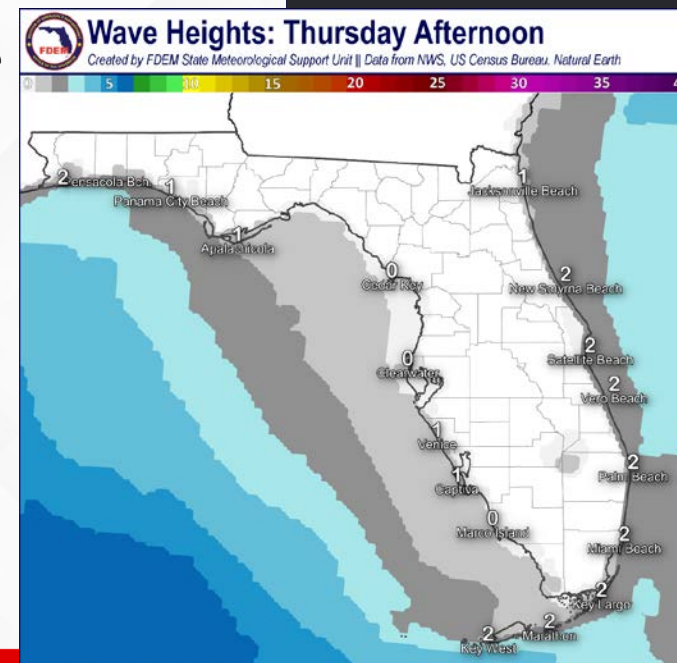 FDEM
Wave Heights: Thursday Afternoon
Created by FDEM State Meteorological Support Unit || Data from NWS, US Census Bureau, Natural Earth
0 5 10 15 20 25 30 35
2 Pensacola Bch
1
Panama City Beach
1
Apalachicola
1
Jacksonville Beach
0
Cedar Key
2
New Smyrna Beach
0
Clearwater
2
Satellite Beach
2
Vero Beach
1
Venice
1
Captiva
2
Palm Beach
0
Marco Island
2
Miami Beach
2
Key Largo
2
Marathon
2
Key West